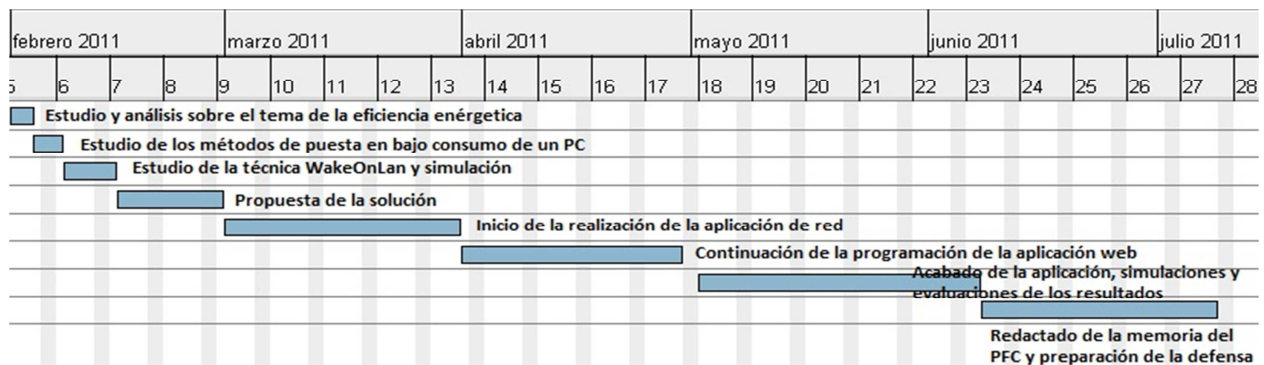 febrero 2011 marzo 2011 abril 2011 mayo 2011 junio 2011 julio 2011
5 6 7 8 9 10 11 12 13 14 15 16 17 18 19 20 21 22 23 24 25 26 27 28
Estudio y análisis sobre el tema de la eficiencia enérgetica
Estudio de los métodos de puesta en bajo consumo de un PC
Estudio de la técnica WakeOnLan y simulación
Propuesta de la solución
Inicio de la realización de la aplicación de red
Continuación de la programación de la aplicación web
Acabado de la aplicación, simulaciones y
evaluaciones de los resultados
Redactado de la memoria del
PFC y preparación de la defensa